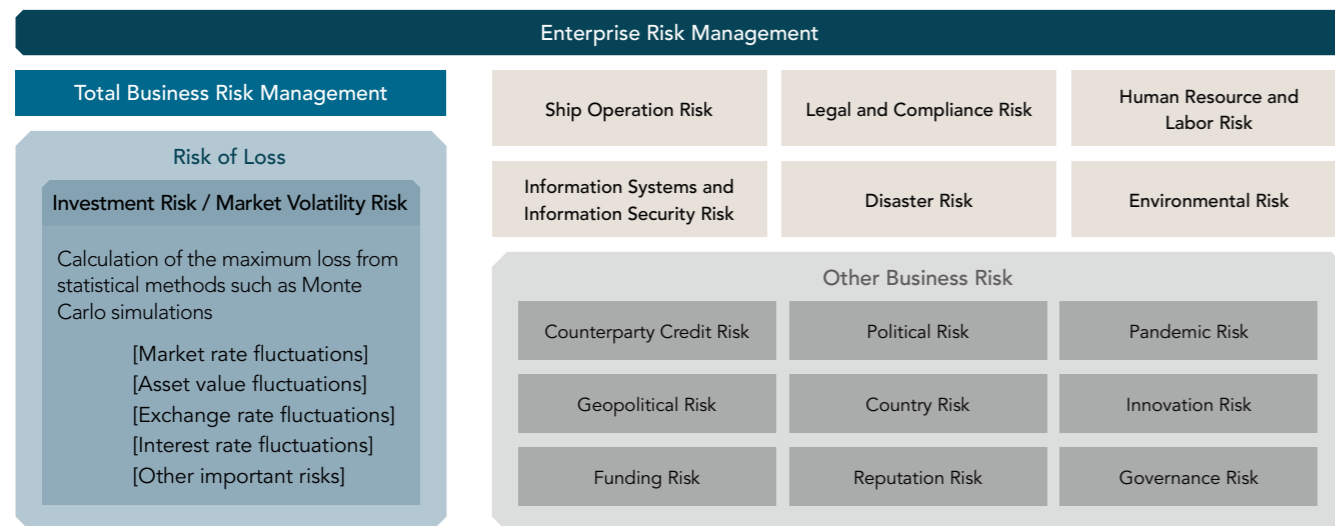 Enterprise Risk Management
Total Business Risk Management
Risk of Loss
Investment Risk / Market Volatility Risk
Calculation of the maximum loss from
statistical methods such as Monte
Carlo simulations
[Market rate fluctuations]
[Asset value fluctuations]
[Exchange rate fluctuations]
[Interest rate fluctuations]
[Other important risks]
Ship Operation Risk
Legal and Compliance Risk
Human Resource and
Labor Risk
Information Systems and
Information Security Risk
Disaster Risk
Environmental Risk
Other Business Risk
Counterparty Credit Risk
Political Risk
Pandemic Risk
Geopolitical Risk
Country Risk
Innovation Risk
Funding Risk
Reputation Risk
Governance Risk